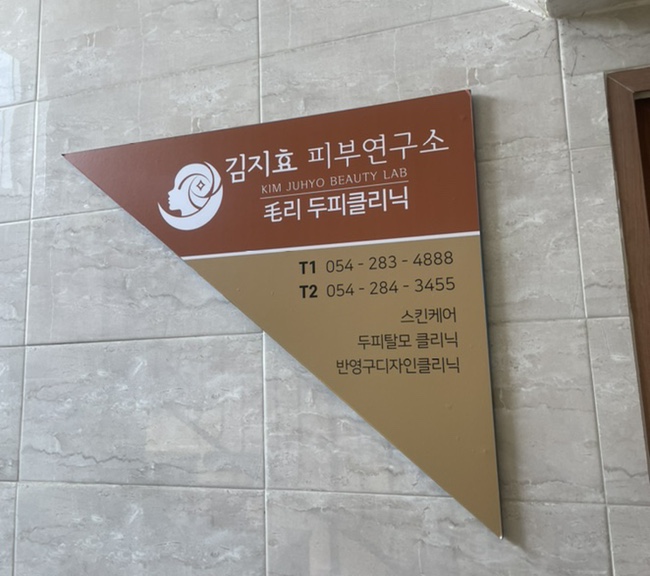 김지효 피부연구소
KIM JUHYO BEAUTY LAB
毛리 두피클리닉
T1 054 - 283 - 4888
T2 054 - 284 - 3455
스킨케어
두피탈모 클리닉
반영구디자인클리닉